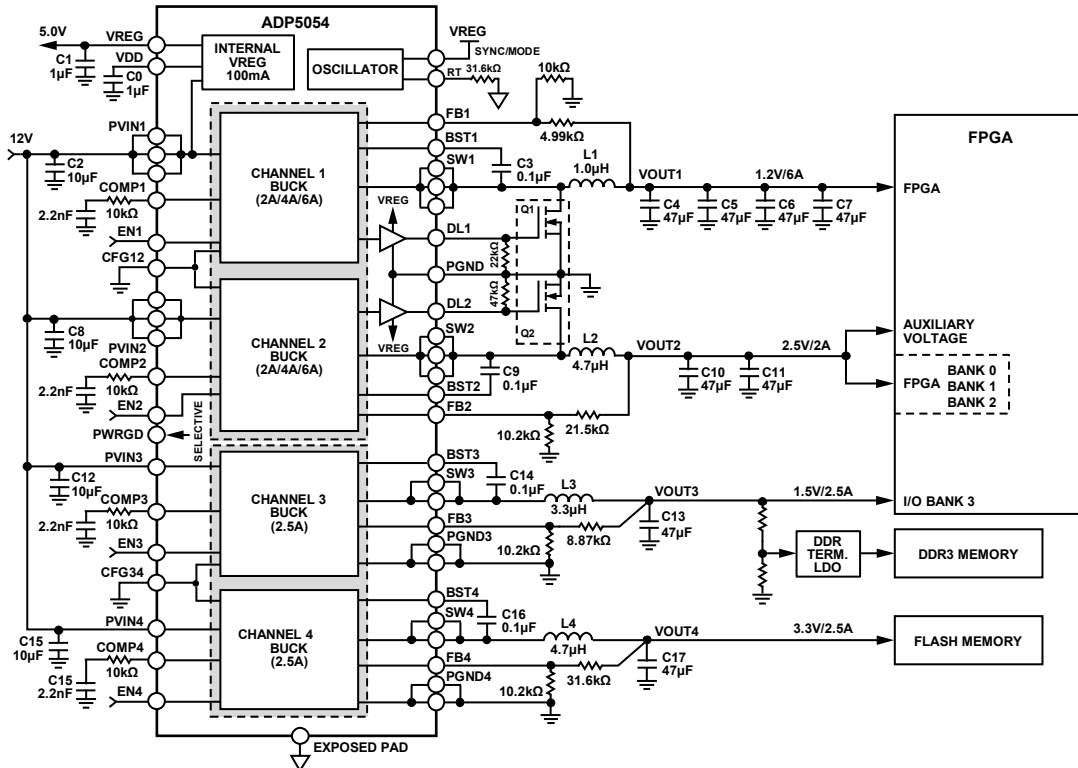 ADP5054
5.0V
VREG
C1
1µF
VDD
C0
1µF
INTERNAL
VREG
100mA
OSCILLATOR
VREG
SYNC/MODE
RT
31.6kΩ
FB1
10kΩ
4.99kΩ
12V
PVIN1
C2
10µF
COMP1
2.2nF
10kΩ
EN1
CFG12
CHANNEL 1
BUCK
(2A/4A/6A)
BST1
SW1
C3
0.1µF
L1
1.0µH
VOUT1
1.2V/6A
C4
47µF
C5
47µF
C6
47µF
C7
47µF
FPGA
FPGA
VREG
DL1
Q1
22kΩ
PGND
47kΩ
DL2
Q2
VREG
C8
10µF
PVIN2
COMP2
2.2nF
10kΩ
EN2
PWRGD
SELECTIVE
CHANNEL 2
BUCK
(2A/4A/6A)
SW2
L2
4.7µH
C9
0.1µF
BST2
FB2
10.2kΩ
21.5kΩ
VOUT2
2.5V/2A
C10
47µF
C11
47µF
AUXILIARY
VOLTAGE
FPGA
BANK 0
BANK 1
BANK 2
PVIN3
C12
10µF
COMP3
2.2nF
10kΩ
EN3
CFG34
CHANNEL 3
BUCK
(2.5A)
BST3
SW3
C14
0.1µF
L3
3.3µH
VOUT3
1.5V/2.5A
I/O BANK 3
FB3
8.87kΩ
10.2kΩ
PGND3
C13
47µF
DDR
TERM.
LDO
DDR3 MEMORY
PVIN4
C15
10µF
COMP4
C15
2.2nF
10kΩ
EN4
CHANNEL 4
BUCK
(2.5A)
BST4
SW4
C16
0.1µF
L4
4.7µH
VOUT4
3.3V/2.5A
FLASH MEMORY
FB4
31.6kΩ
10.2kΩ
PGND4
C17
47µF
EXPOSED PAD